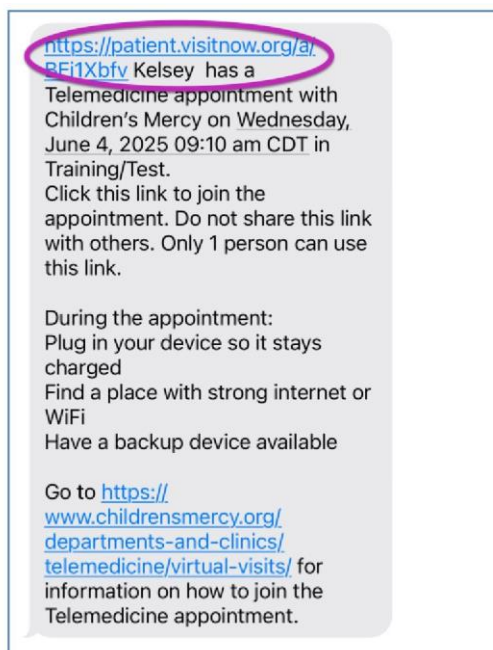 https://patient.visitnow.org/a/
BFj1Xbfv Kelsey  has a
Telemedicine appointment with
Children's Mercy on Wednesday,
June 4, 2025 09:10 am CDT in
Training/Test.
Click this link to join the
appointment. Do not share this link
with others. Only 1 person can use
this link.

During the appointment:
Plug in your device so it stays
charged
Find a place with strong internet or
WiFi
Have a backup device available

Go to https://
www.childrensmercy.org/
departments-and-clinics/
telemedicine/virtual-visits/ for
information on how to join the
Telemedicine appointment.